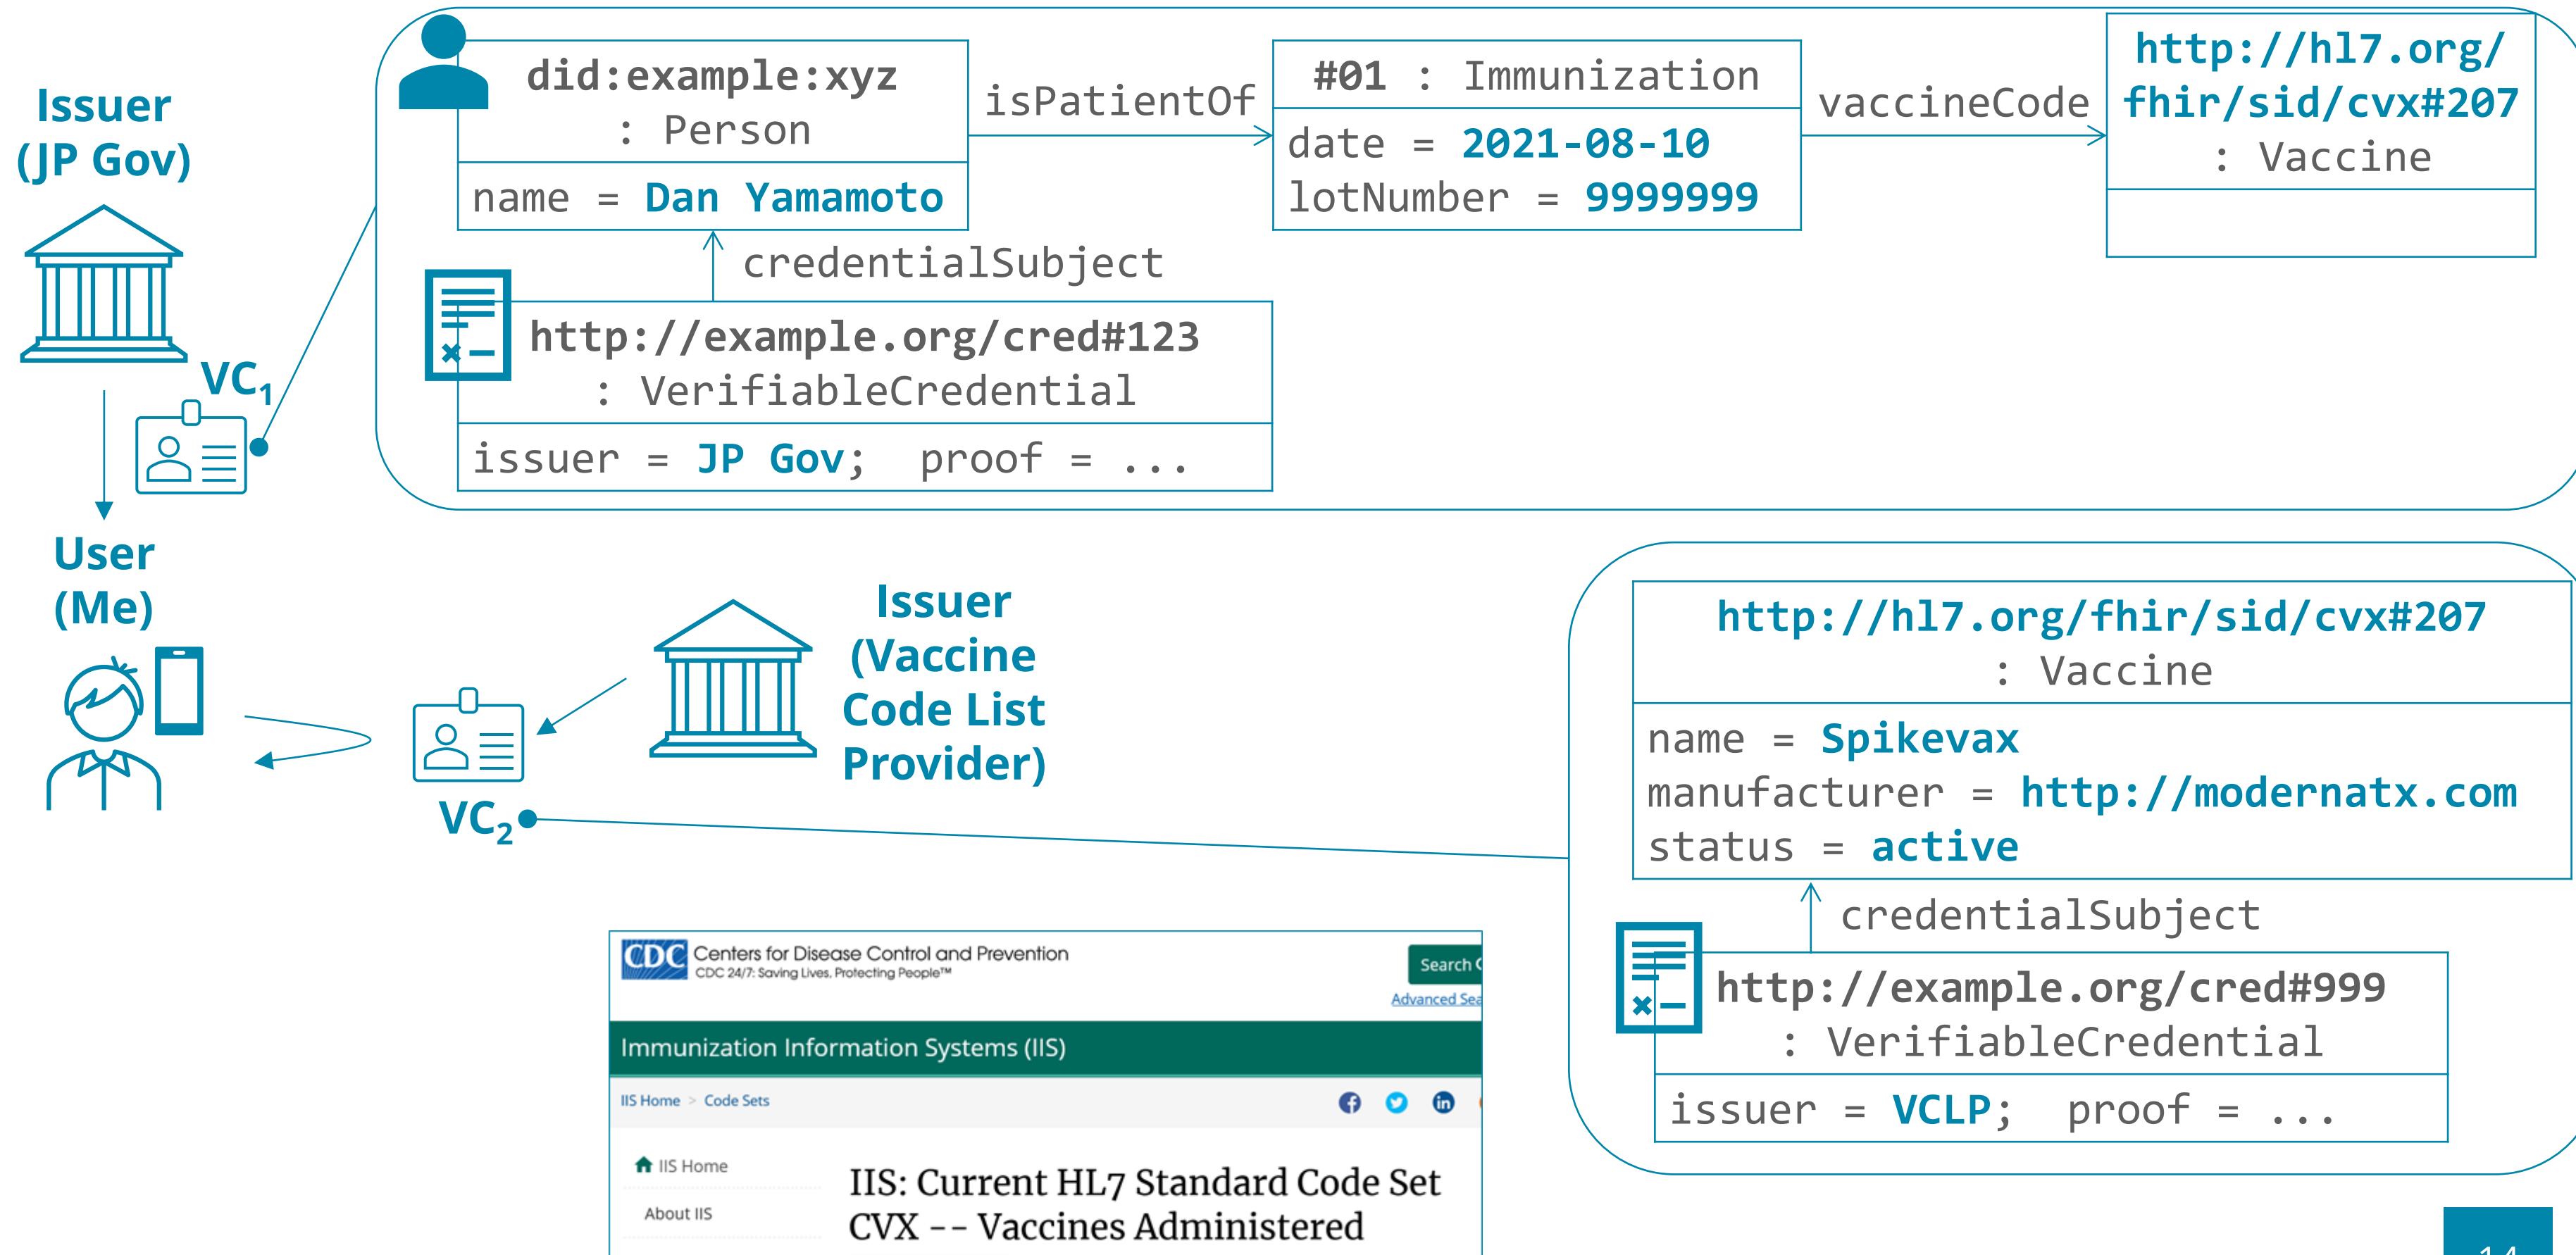 Issuer
(JP Gov)
VC1
User
(Me)
did:example:xyz
: Person
name = Dan Yamamoto
isPatientOf
#01 : Immunization
date = 2021-08-10
lotNumber = 9999999
vaccineCode
http://hl7.org/
fhir/sid/cvx#207
: Vaccine
credentialSubject
http://example.org/cred#123
: VerifiableCredential
issuer = JP Gov; proof = ...
VC2
Issuer
(Vaccine
Code List
Provider)
http://hl7.org/fhir/sid/cvx#207
: Vaccine
name = Spikevax
manufacturer = http://modernatx.com
status = active
credentialSubject
http://example.org/cred#999
: VerifiableCredential
issuer = VCLP; proof = ...
CDC Centers for Disease Control and Prevention
CDC 24/7: Saving Lives, Protecting People™
Search
Advanced
Immunization Information Systems (IIS)
IIS Home > Code Sets
IIS Home
About IIS
IIS: Current HL7 Standard Code Set
CVX -- Vaccines Administered
14